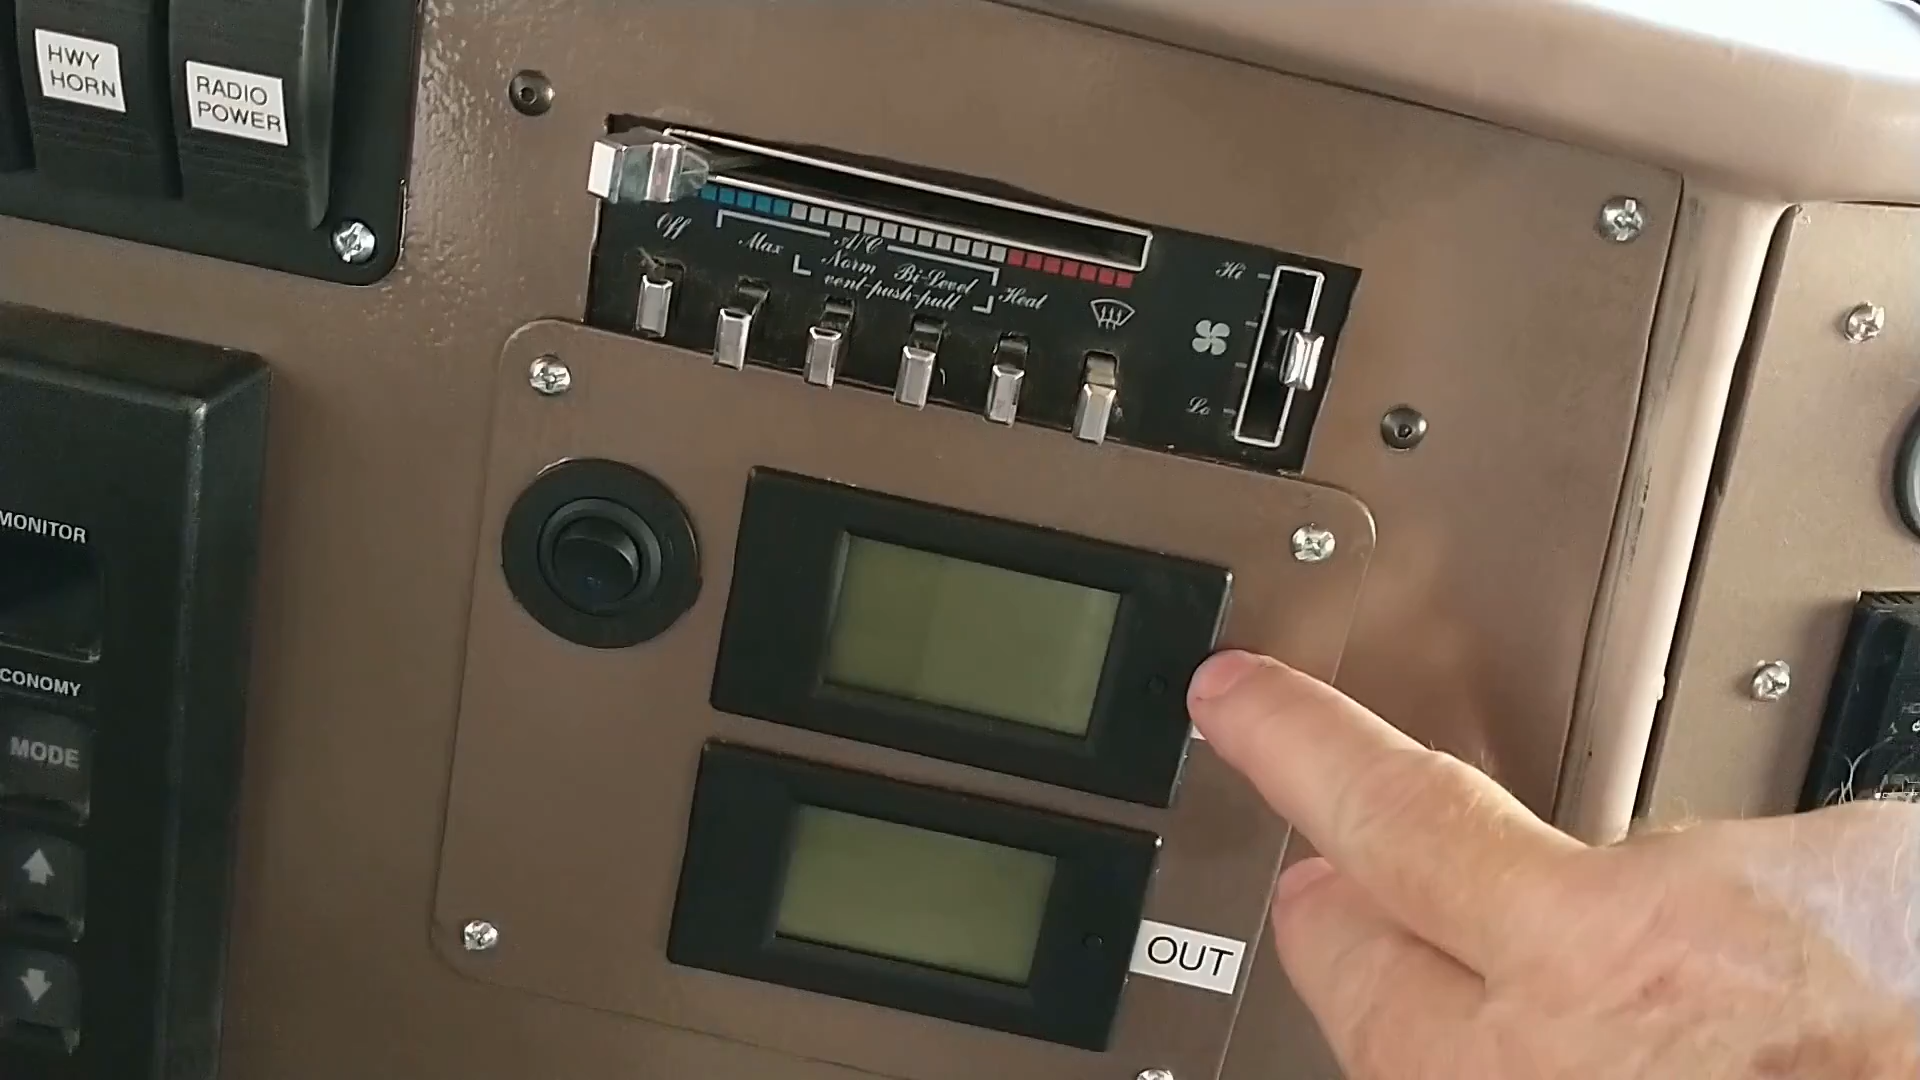 HWY
HORN
RADIO
POWER
Off
Max
A/C
Norm
Bi-Level
vent-push-pull
Heat
Hi
Lo
MONITOR
CONOMY
MODE
OUT